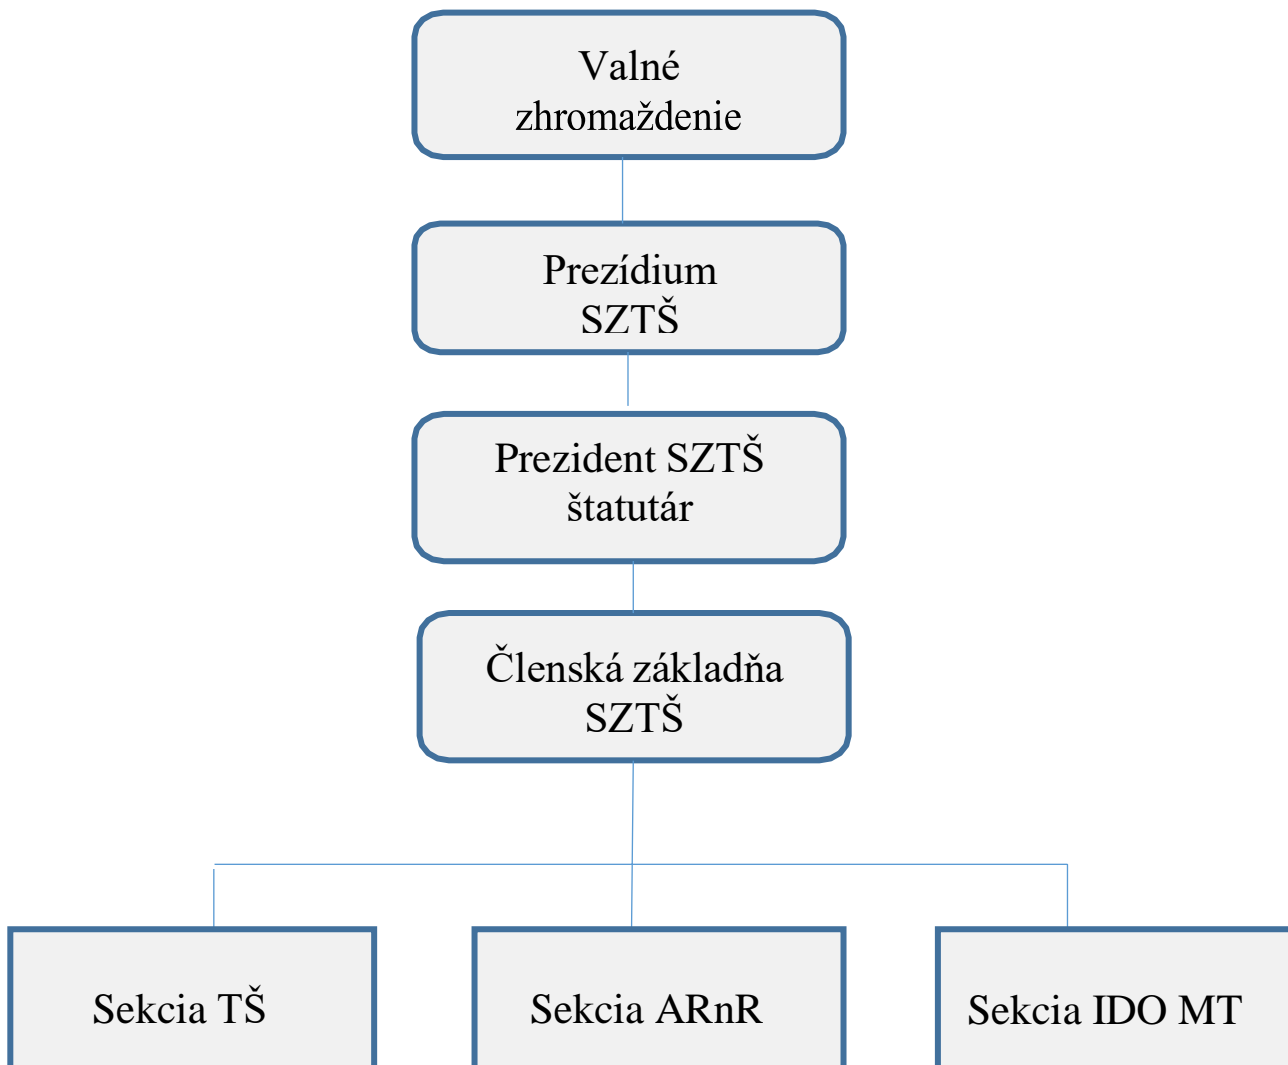 Valné
zhromaždenie
Prezídium
SZTŠ
Prezident SZTŠ
štatutár
Členská základňa
SZTŠ
Sekcia TŠ
Sekcia ARnR
Sekcia IDO MT